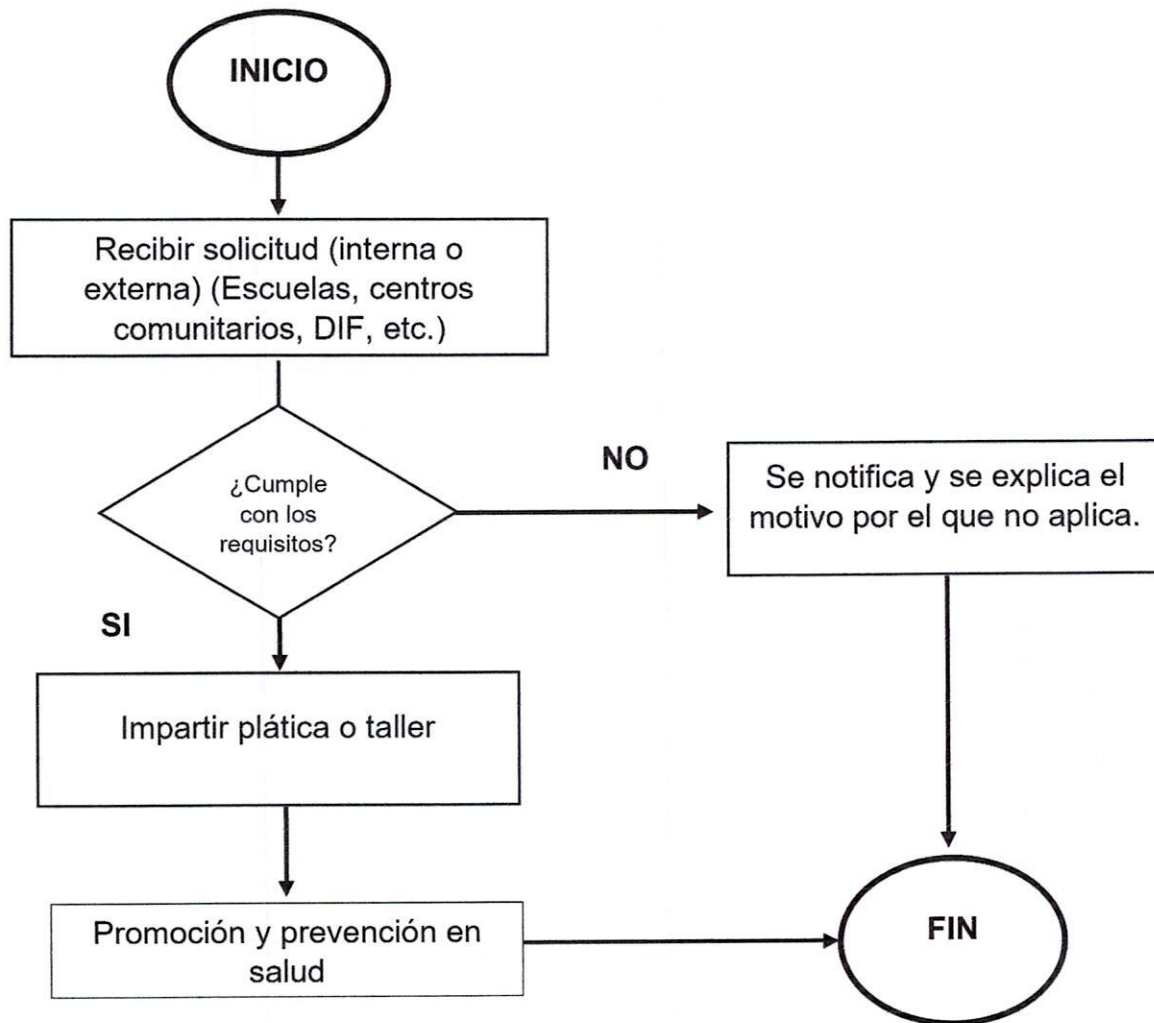 INICIO
Recibir solicitud (interna o
externa) (Escuelas, centros
comunitarios, DIF, etc.)
¿Cumple
con los
requisitos?
NO
Se notifica y se explica el
motivo por el que no aplica.
SI
Impartir plática o taller
Promoción y prevención en
salud
FIN